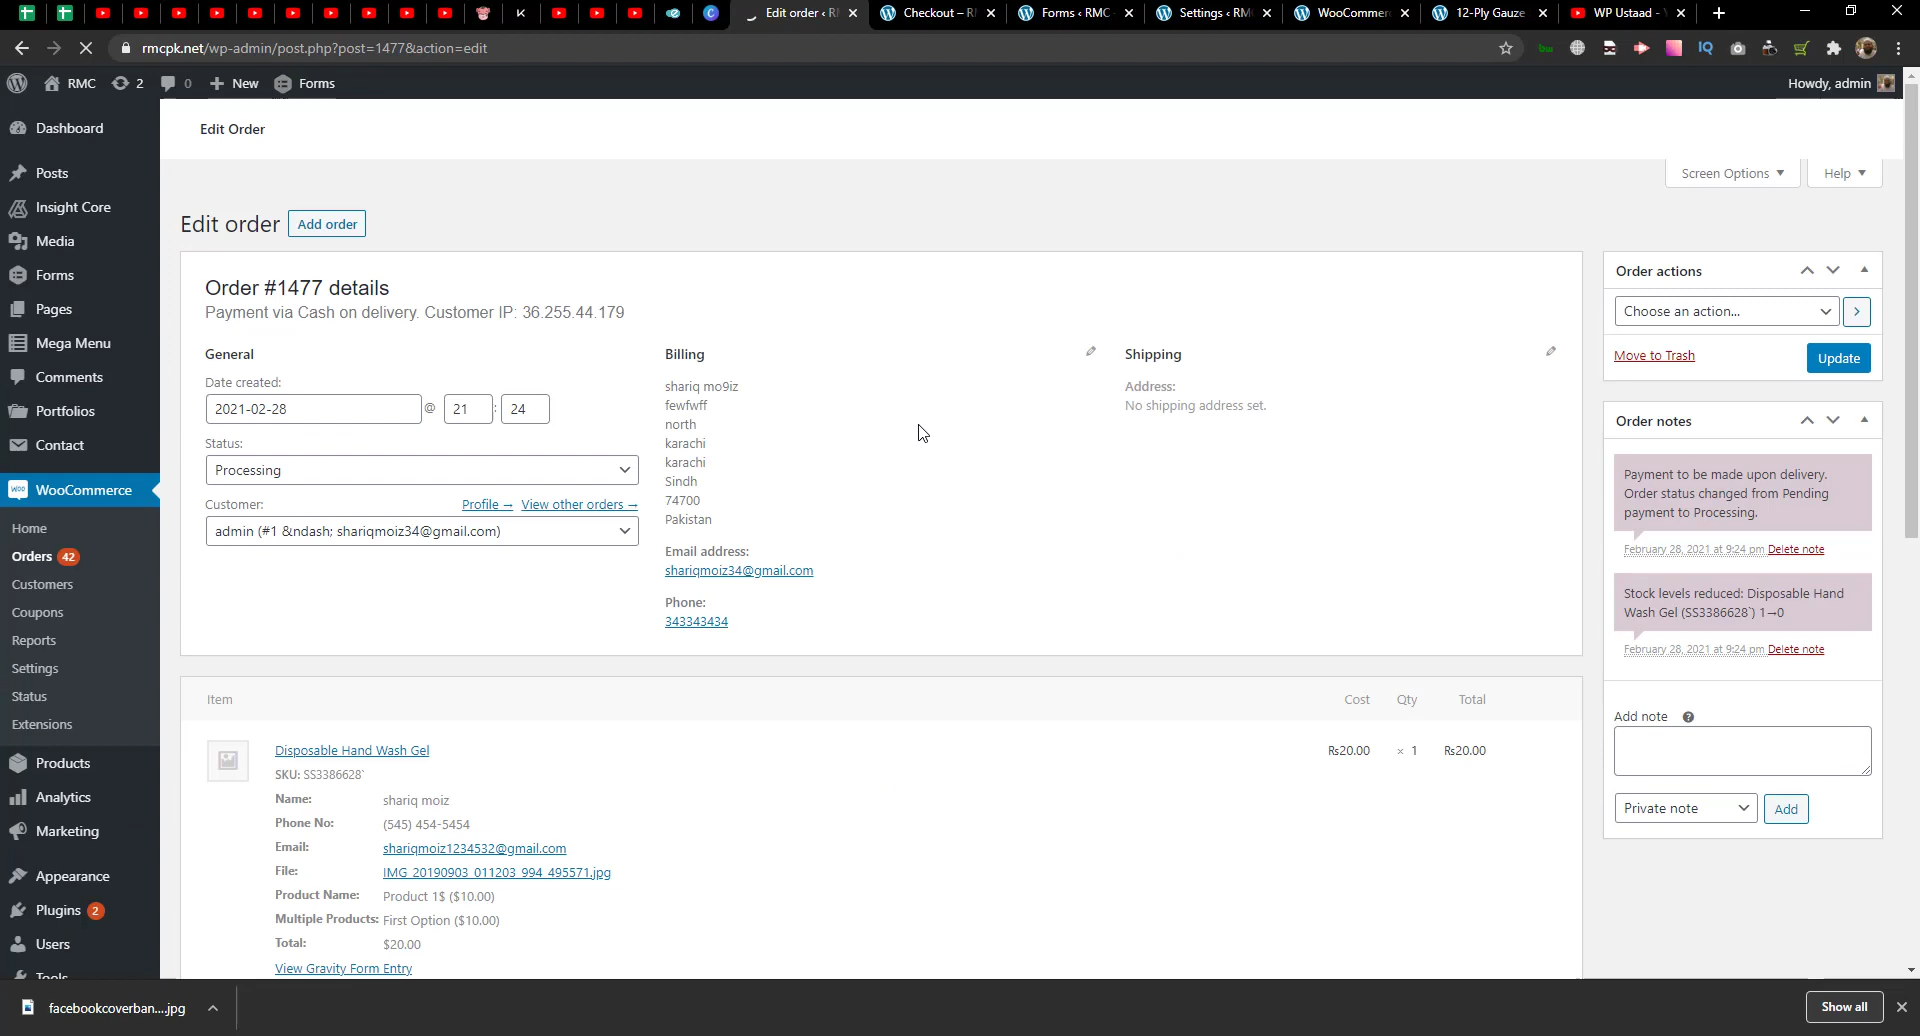 Edit order ‹ R
Checkout – R
Forms ‹ RMC
Settings ‹ RM
WooCommer
12-Ply Gauze
WP Ustaad -
rmcpk.net/wp-admin/post.php?post=1477&action=edit
RMC
2
0
New
Forms
Howdy, admin
Dashboard
Posts
Insight Core
Media
Forms
Pages
Mega Menu
Comments
Portfolios
Contact
WooCommerce
Home
Orders 42
Customers
Coupons
Reports
Settings
Status
Extensions
Products
Analytics
Marketing
Appearance
Plugins 2
Users
Tools
Edit Order
Screen Options
Help
Edit order
Add order
Order #1477 details
Payment via Cash on delivery. Customer IP: 36.255.44.179
General
Date created:
2021-02-28 @ 21 : 24
Status:
Processing
Customer: Profile → View other orders →
admin (#1 &ndash; shariqmoiz34@gmail.com)
Billing
shariq mo9iz
fewfwff
north
karachi
karachi
Sindh
74700
Pakistan
Email address:
shariqmoiz34@gmail.com
Phone:
343343434
Shipping
Address:
No shipping address set.
Item Cost Qty Total
Disposable Hand Wash Gel Rs20.00 × 1 Rs20.00
SKU: SS3386628`
Name: shariq moiz
Phone No: (545) 454-5454
Email: shariqmoiz1234532@gmail.com
File: IMG_20190903_011203_994_495571.jpg
Product Name: Product 1$ ($10.00)
Multiple Products: First Option ($10.00)
Total: $20.00
View Gravity Form Entry
Order actions
Choose an action...
Move to Trash
Update
Order notes
Payment to be made upon delivery.
Order status changed from Pending
payment to Processing.
February 28, 2021 at 9:24 pm Delete note
Stock levels reduced: Disposable Hand
Wash Gel (SS3386628`) 1→0
February 28, 2021 at 9:24 pm Delete note
Add note
Private note
Add
facebookcoverban....jpg
Show all